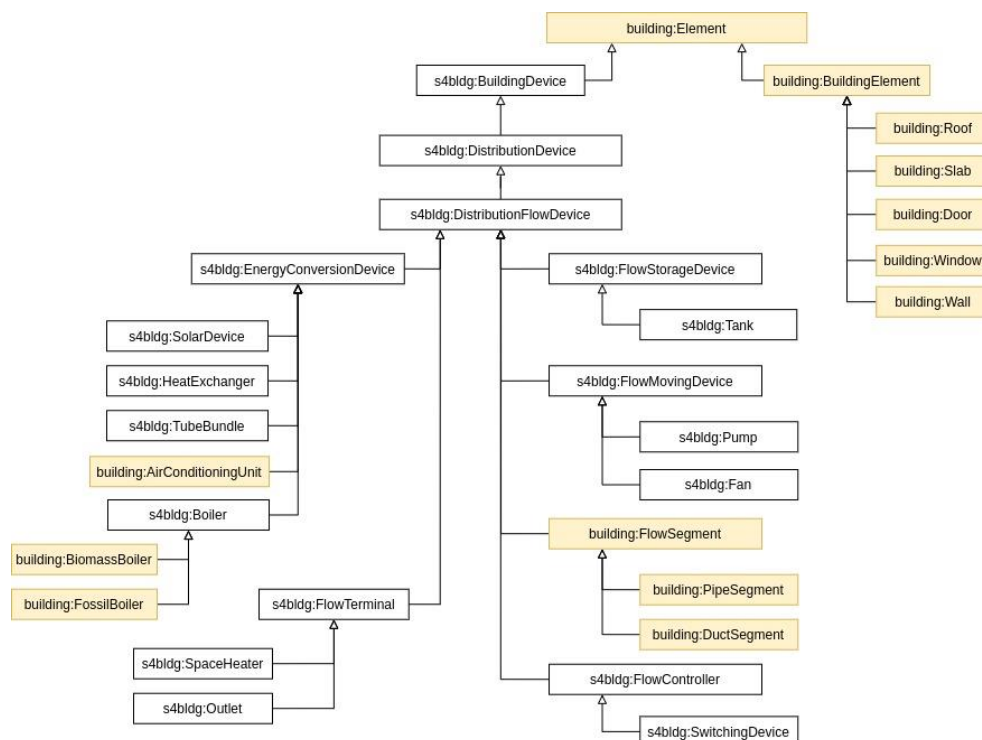 building:Element
s4bldg:BuildingDevice
building:BuildingElement
building:Roof
s4bldg:DistributionDevice
building:Slab
s4bldg:DistributionFlowDevice
building:Door
s4bldg:EnergyConversionDevice
s4bldg:FlowStorageDevice
building:Window
building:Wall
s4bldg:Tank
s4bldg:SolarDevice
s4bldg:HeatExchanger
s4bldg:FlowMovingDevice
s4bldg:TubeBundle
s4bldg:Pump
building:AirConditioningUnit
s4bldg:Fan
s4bldg:Boiler
building:FlowSegment
building:BiomassBoiler
building:PipeSegment
building:FossilBoiler
s4bldg:FlowTerminal
building:DuctSegment
s4bldg:SpaceHeater
s4bldg:FlowController
s4bldg:Outlet
s4bldg:SwitchingDevice